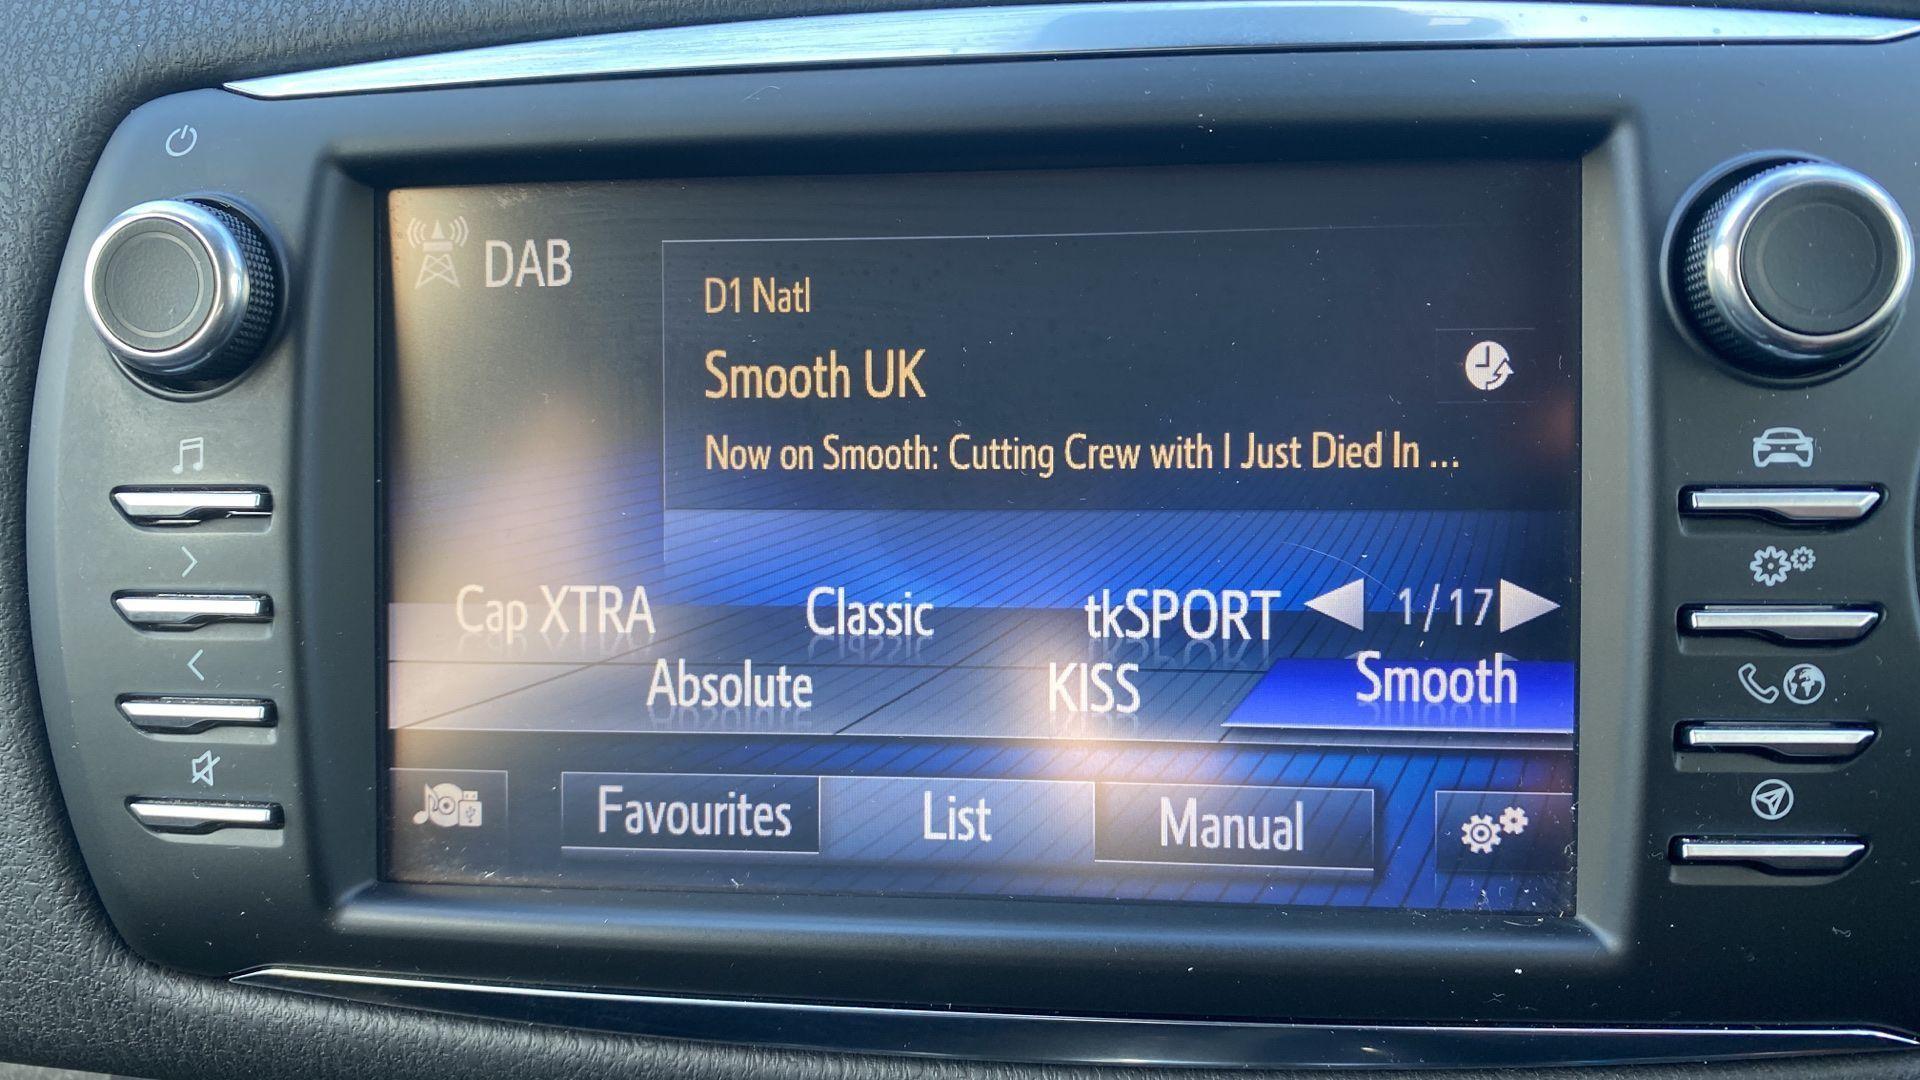 DAB
D1 Natl
Smooth UK
Now on Smooth: Cutting Crew with I Just Died In ...
Cap XTRA Classic tkSPORT 1/17
Absolute KISS Smooth
Favourites List Manual